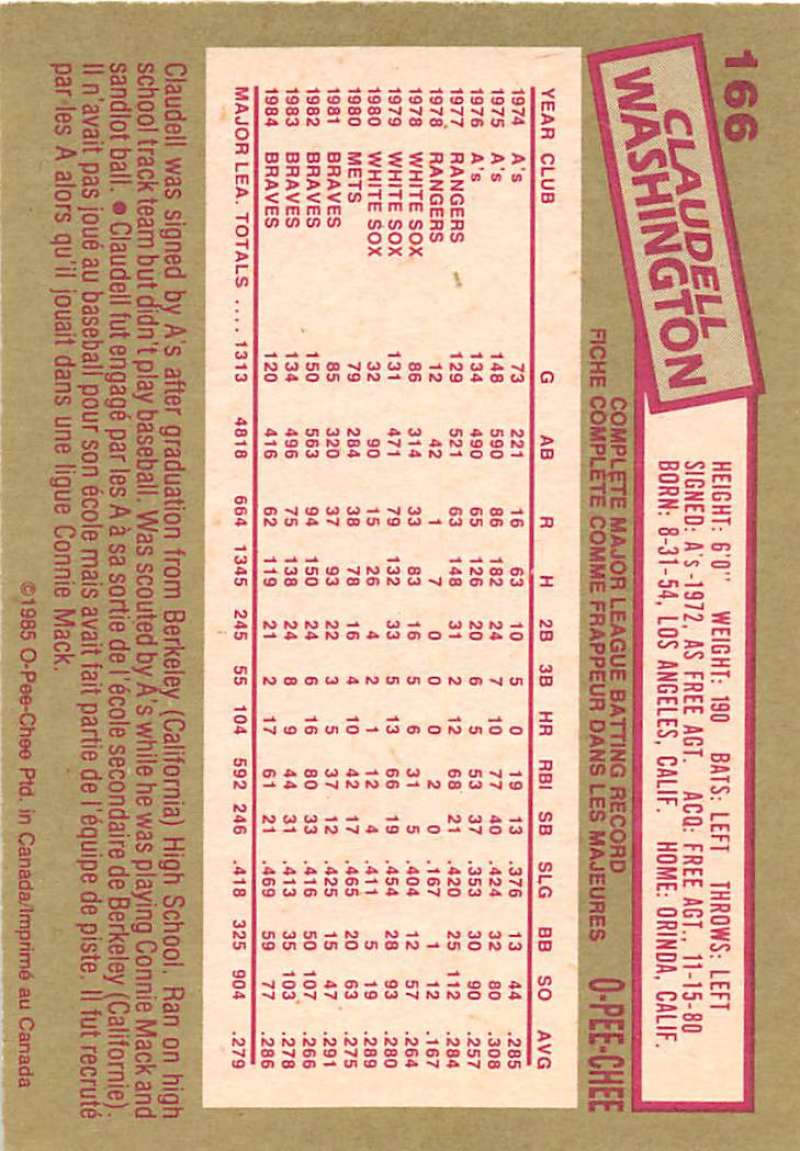 166
CLAUDELL
WASHINGTON
HEIGHT: 6'0" WEIGHT: 190 BATS: LEFT THROWS: LEFT
SIGNED: A's-1972, AS FREE AGT. ACQ: FREE AGT., 11-15-80
BORN: 8-31-54, LOS ANGELES, CALIF. HOME: ORINDA, CALIF.
COMPLETE MAJOR LEAGUE BATTING RECORD
FICHE COMPLÈTE COMME FRAPPEUR DANS LES MAJEURES O-PEE-CHEE
YEAR CLUB G AB R H 2B 3B HR RBI SB SLG BB SO AVG
1974 A's 73 221 16 63 10 5 0 19 13 .376 13 44 .285
1975 A's 148 590 86 182 24 7 10 77 40 .424 32 80 .308
1976 A's 134 490 65 126 20 6 5 53 37 .353 30 90 .257
1977 RANGERS 129 521 63 148 31 2 12 68 21 .420 25 112 .284
1978 RANGERS 12 42 1 7 0 0 0 2 0 .167 1 12 .167
1978 WHITE SOX 86 314 33 83 16 5 6 31 5 .404 12 57 .264
1979 WHITE SOX 131 471 79 132 33 5 13 66 19 .454 28 93 .280
1980 WHITE SOX 32 90 15 26 4 2 1 12 4 .411 5 19 .289
1980 METS 79 284 38 78 16 4 10 42 17 .465 20 63 .275
1981 BRAVES 85 320 37 93 22 3 5 37 12 .425 15 47 .291
1982 BRAVES 150 563 94 150 24 6 16 80 33 .416 50 107 .266
1983 BRAVES 134 496 75 138 24 8 9 44 31 .413 35 103 .278
1984 BRAVES 120 416 62 119 21 2 17 61 21 .469 59 77 .286
MAJOR LEA. TOTALS .... 1313 4818 664 1345 245 55 104 592 246 .418 325 904 .279
Claudell was signed by A's after graduation from Berkeley (California) High School. Ran on high
school track team but didn't play baseball. Was scouted by A's while he was playing Connie Mack and
sandlot ball. ● Claudell fut engagé par les A à sa sortie de l'école secondaire de Berkeley (Californie).
Il n'avait pas joué au baseball pour son école mais avait fait partie de l'équipe de piste. Il fut recruté
par les A alors qu'il jouait dans une ligue Connie Mack.
©1985 O-Pee-Chee Ptd. in Canada/Imprimé au Canada